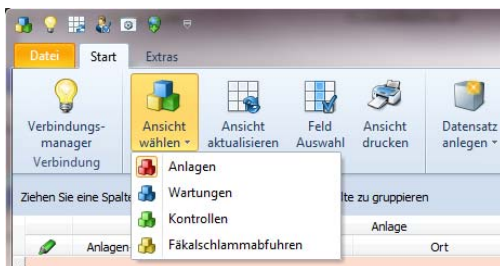 Datei Start Extras
Verbindungs-
manager
Ansicht
wählen
Ansicht
aktualisieren
Feld
Auswahl
Ansicht
drucken
Datensatz
anlegen
Verbindung
Anlagen
Wartungen
Kontrollen
Fäkalschlammabfuhren
Ziehen Sie eine Spalte
lte zu gruppieren
Anlage
Anlagen
Ort